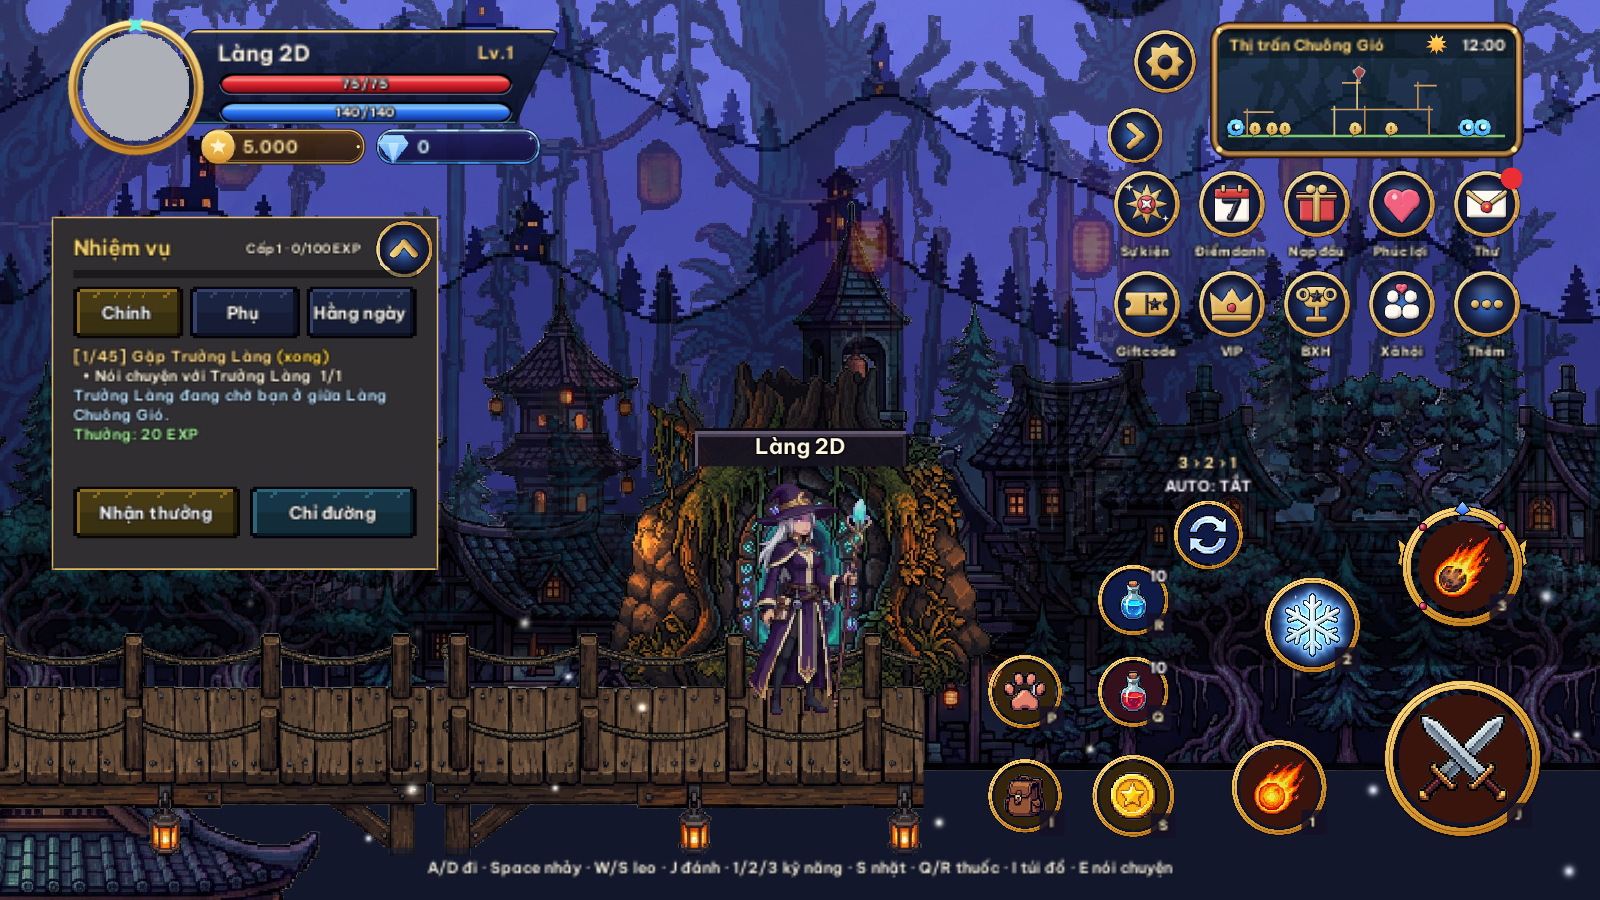 Làng 2D
Lv.1
75/75
140/140
5.000
0
Thị trấn Chuông Gió
12:00
Sự kiện
Điểm danh
Nạp đầu
Phúc lợi
Thư
Giftcode
VIP
BXH
Xã hội
Thêm
Nhiệm vụ
Cấp 1 - 0/100 EXP
Chính
Phụ
Hằng ngày
[1/45] Gặp Trưởng Làng (xong)
• Nói chuyện với Trưởng Làng 1/1
Trưởng Làng đang chờ bạn ở giữa Làng
Chuông Gió.
Thưởng: 20 EXP
Nhận thưởng
Chỉ đường
Làng 2D
3 › 2 › 1
AUTO: TẮT
10
R
3
2
10
Q
P
I
S
1
J
7
A/D đi - Space nhảy - W/S leo - J đánh - 1/2/3 kỹ năng - S nhặt - Q/R thuốc - I túi đồ - E nói chuyện